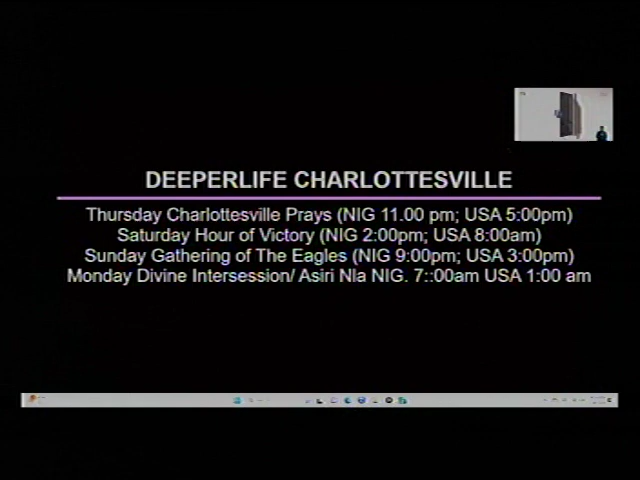 DEEPERLIFE CHARLOTTESVILLE
Thursday Charlottesville Prays (NIG 11.00 pm; USA 5:00pm)
Saturday Hour of Victory (NIG 2:00pm; USA 8:00am)
Sunday Gathering of The Eagles (NIG 9:00pm; USA 3:00pm)
Monday Divine Intersession/ Asiri Nla NIG. 7::00am USA 1:00 am